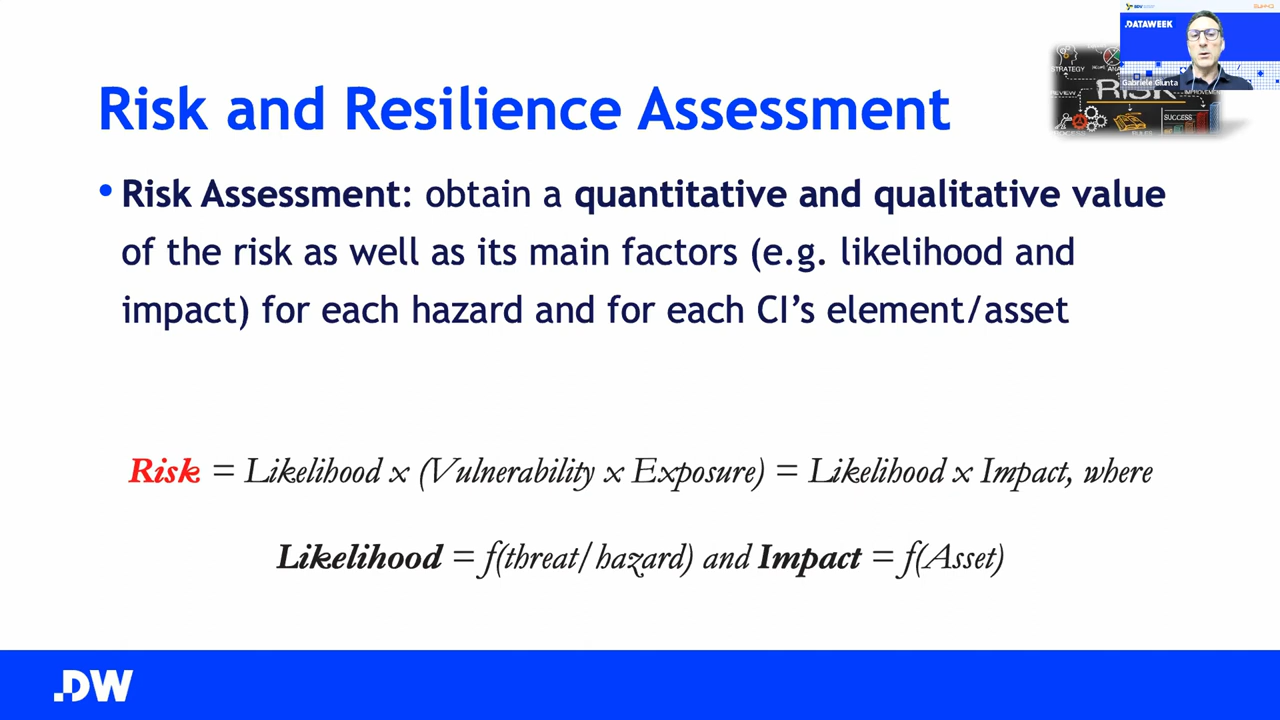 DATAWEEK
Gabriele Giunta
STRATEGY
RISK
SUCCESS
RULES
Risk and Resilience Assessment
• Risk Assessment: obtain a quantitative and qualitative value
of the risk as well as its main factors (e.g. likelihood and
impact) for each hazard and for each CI’s element/asset
Risk = Likelihood x (Vulnerability x Exposure) = Likelihood x Impact, where
Likelihood = f(threat/hazard) and Impact = f(Asset)
.DW